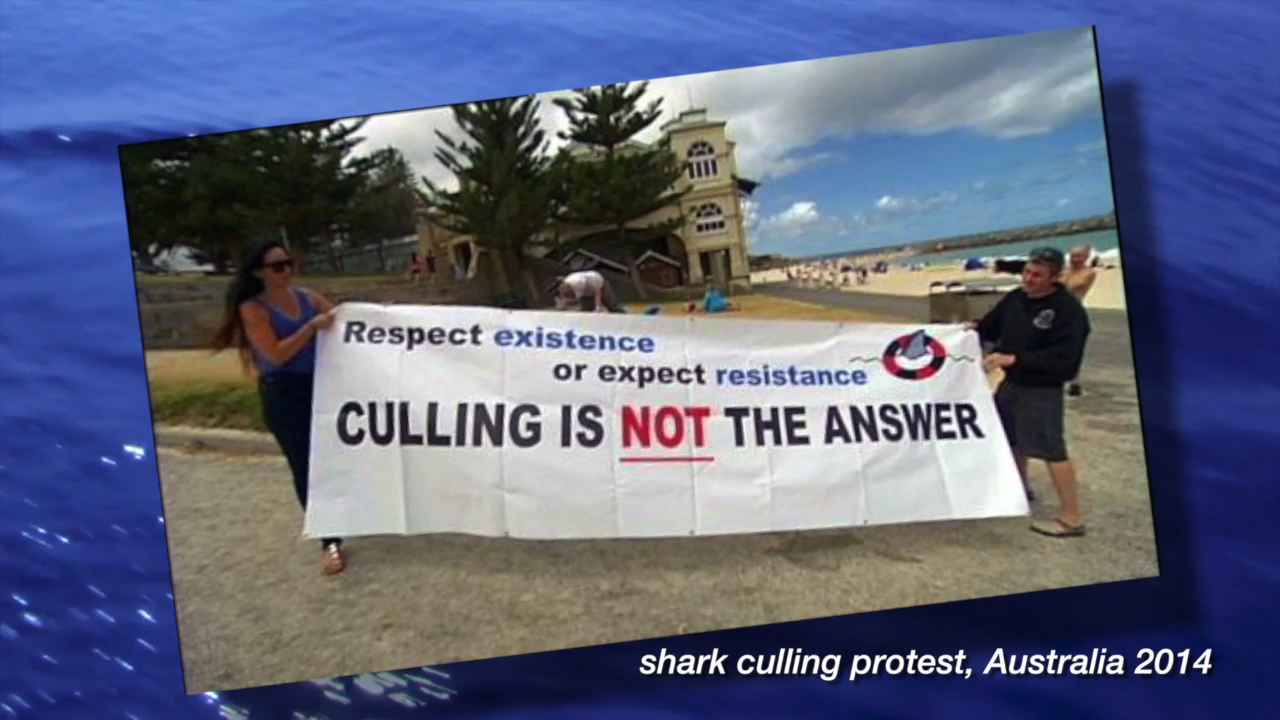 Respect existence
or expect resistance
CULLING IS NOT THE ANSWER
shark culling protest, Australia 2014